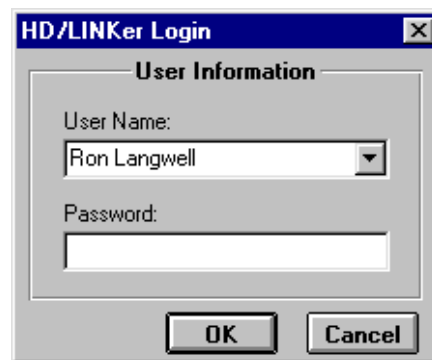 HD/LINKer Login
User Information
User Name:
Ron Langwell
Password:
OK Cancel